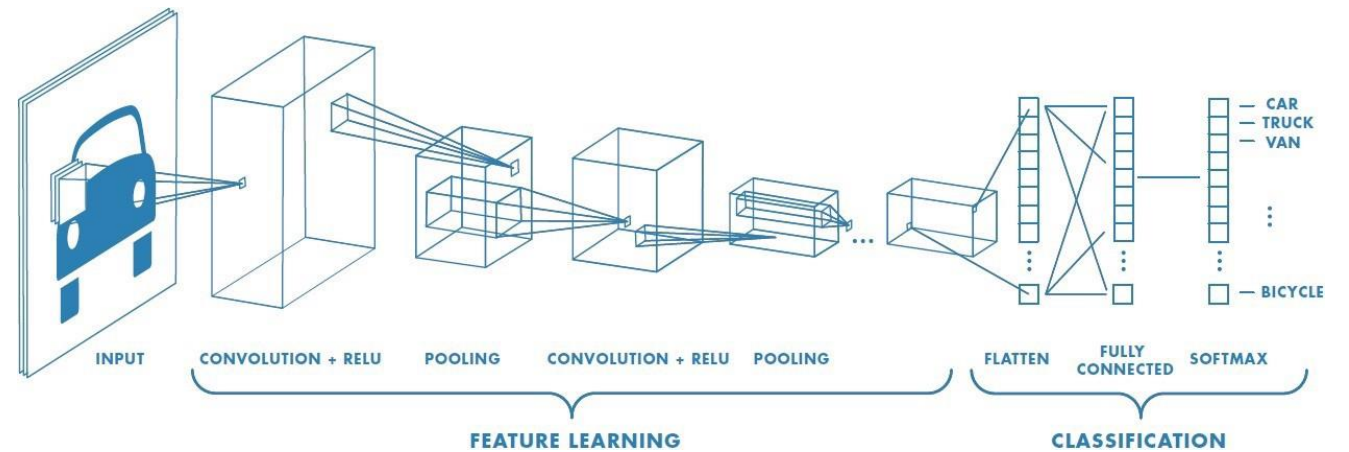 CAR
TRUCK
VAN
BICYCLE
INPUT
CONVOLUTION + RELU
POOLING
CONVOLUTION + RELU
POOLING
FLATTEN
FULLY
CONNECTED
SOFTMAX
FEATURE LEARNING
CLASSIFICATION